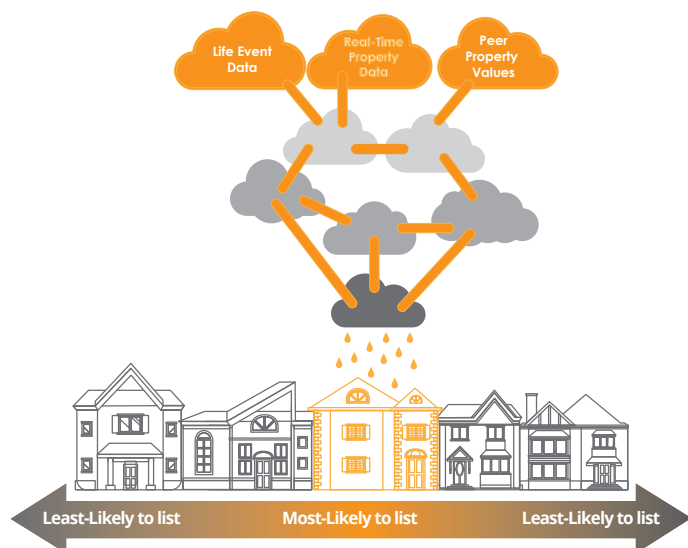 Life Event
Data
Real-Time
Property
Data
Peer
Property
Values
Least-Likely to list
Most-Likely to list
Least-Likely to list